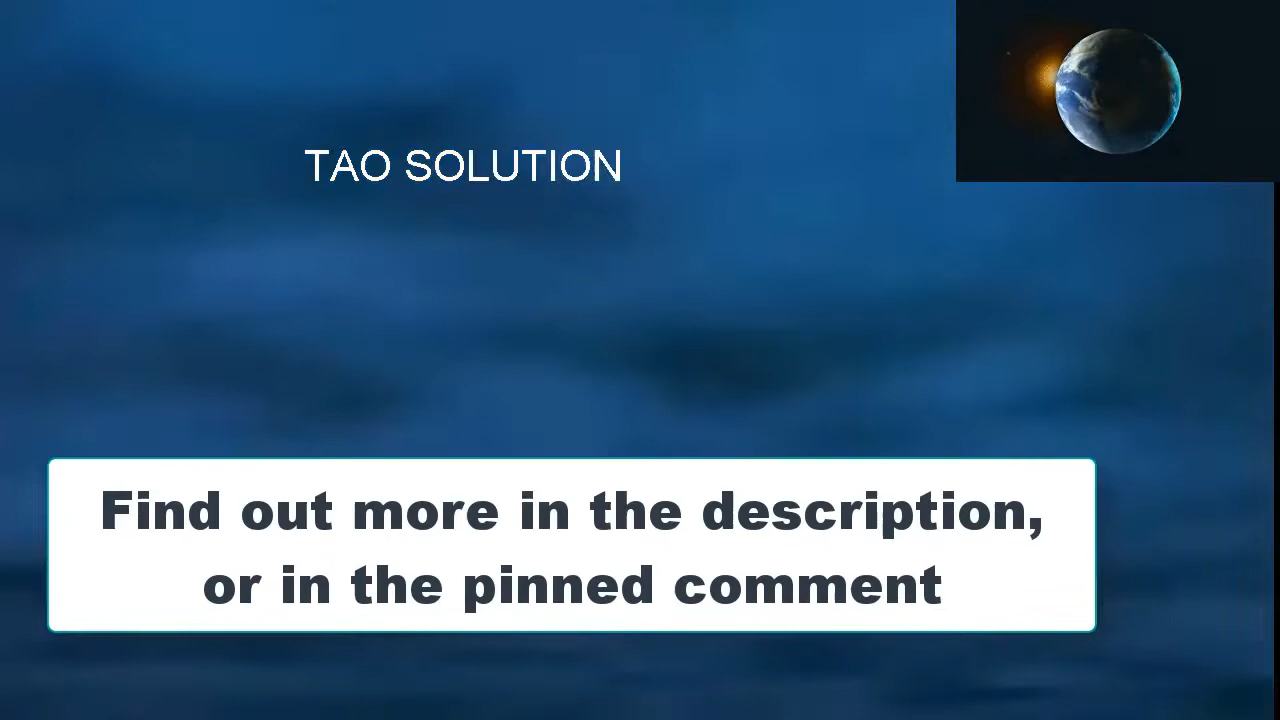 TAO SOLUTION
Find out more in the description,
or in the pinned comment